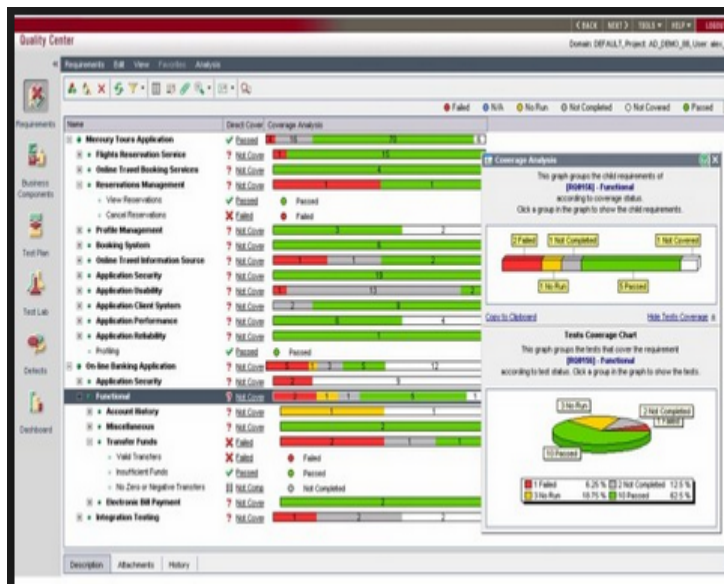 < BACK NEXT > TOOLS ▾ HELP ▾
Quality Center
Domain: DEFAULT, Project: AD_DEMO_BB, User: alex_
Requirements Edit View Favorites Analysis
Failed N/A No Run Not Completed Not Covered Passed
Name Direct Cover Coverage Analysis
Requirements
Business Components
Test Plan
Test Lab
Defects
Dashboard
Mercury Tours Application Passed
Flights Reservation Service Not Cover
Online Travel Booking Services Not Cover
Reservations Management Not Cover
View Reservations Passed Passed
Cancel Reservations Failed Failed
Profile Management Not Cover
Booking System Not Cover
Online Travel Information Source Not Cover
Application Security Not Cover
Application Usability Not Cover
Application Client System Not Cover
Application Performance Not Cover
Application Reliability Not Cover
Profiling Passed Passed
On-line Banking Application Not Cover
Application Security Not Cover
Functional Not Cover
Account History Not Cover
Miscellaneous Not Cover
Transfer Funds Failed
Valid Transfers Failed Failed
Insufficient Funds Passed Passed
No Zero or Negative Transfers Not Comp Not Completed
Electronic Bill Payment Not Cover
Integration Testing Not Cover
Coverage Analysis
This graph groups the child requirements of
[RQ0156] - Functional
according to coverage status.
Click a group in the graph to show the child requirements.
2 Failed 1 Not Completed 1 Not Covered
1 No Run 5 Passed
Copy to Clipboard Hide Tests Coverage
Tests Coverage Chart
This graph groups the tests that cover the requirement
[RQ0156] - Functional
according to test status. Click a group in the graph to show the tests.
3 No Run 2 Not Completed
1 Failed
10 Passed
1 Failed 6.25 % 2 Not Completed 12.5 %
3 No Run 18.75 % 10 Passed 62.5 %
Description Attachments History